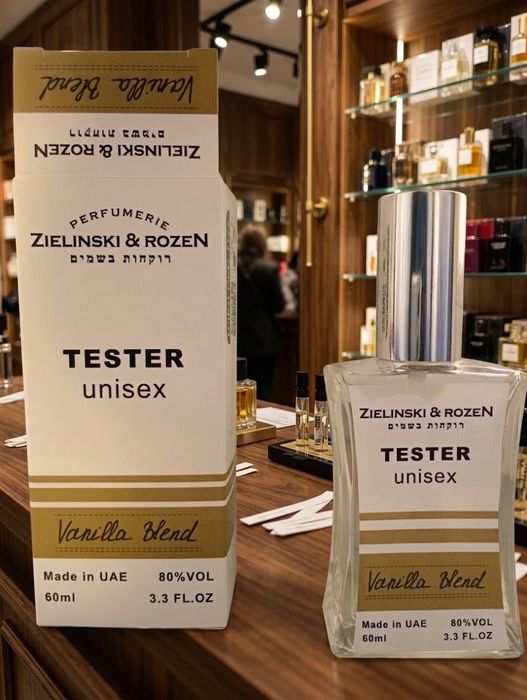 Vanilla Blend
רוקחות בשמים
ZIELINSKI & ROZEN
PERFUMERIE
ZIELINSKI & ROZEN
רוקחות בשמים
TESTER
unisex
Vanilla Blend
Made in UAE 80%VOL
60ml 3.3 FL.OZ
ZIELINSKI & ROZEN
רוקחות בשמים
TESTER
unisex
Vanilla Blend
Made in UAE 80%VOL
60ml 3.3 FL.OZ